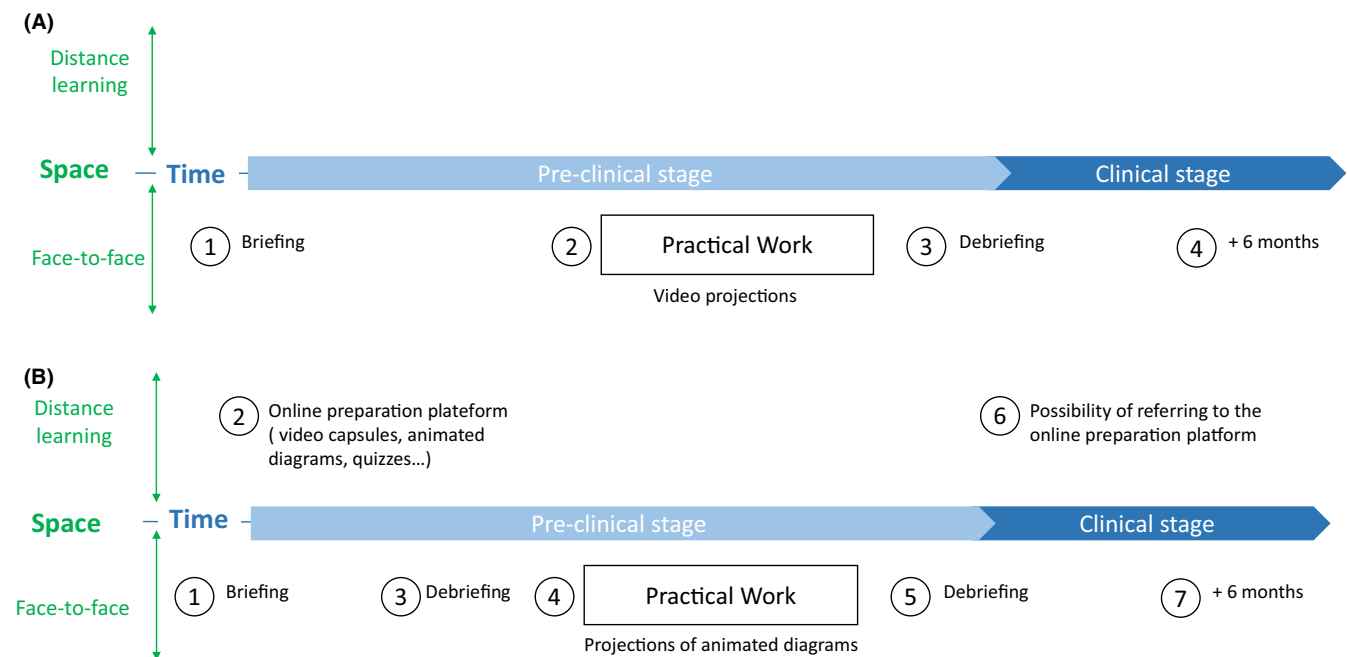 (A)
Distance
learning
Space
Time
Pre-clinical stage
Clinical stage
Face-to-face
1
Briefing
2
Practical Work
Video projections
3
Debriefing
4
+ 6 months
(B)
Distance
learning
2
Online preparation plateform
( video capsules, animated
diagrams, quizzes...)
6
Possibility of referring to the
online preparation platform
Space
Time
Pre-clinical stage
Clinical stage
Face-to-face
1
Briefing
3
Debriefing
4
Practical Work
Projections of animated diagrams
5
Debriefing
7
+ 6 months